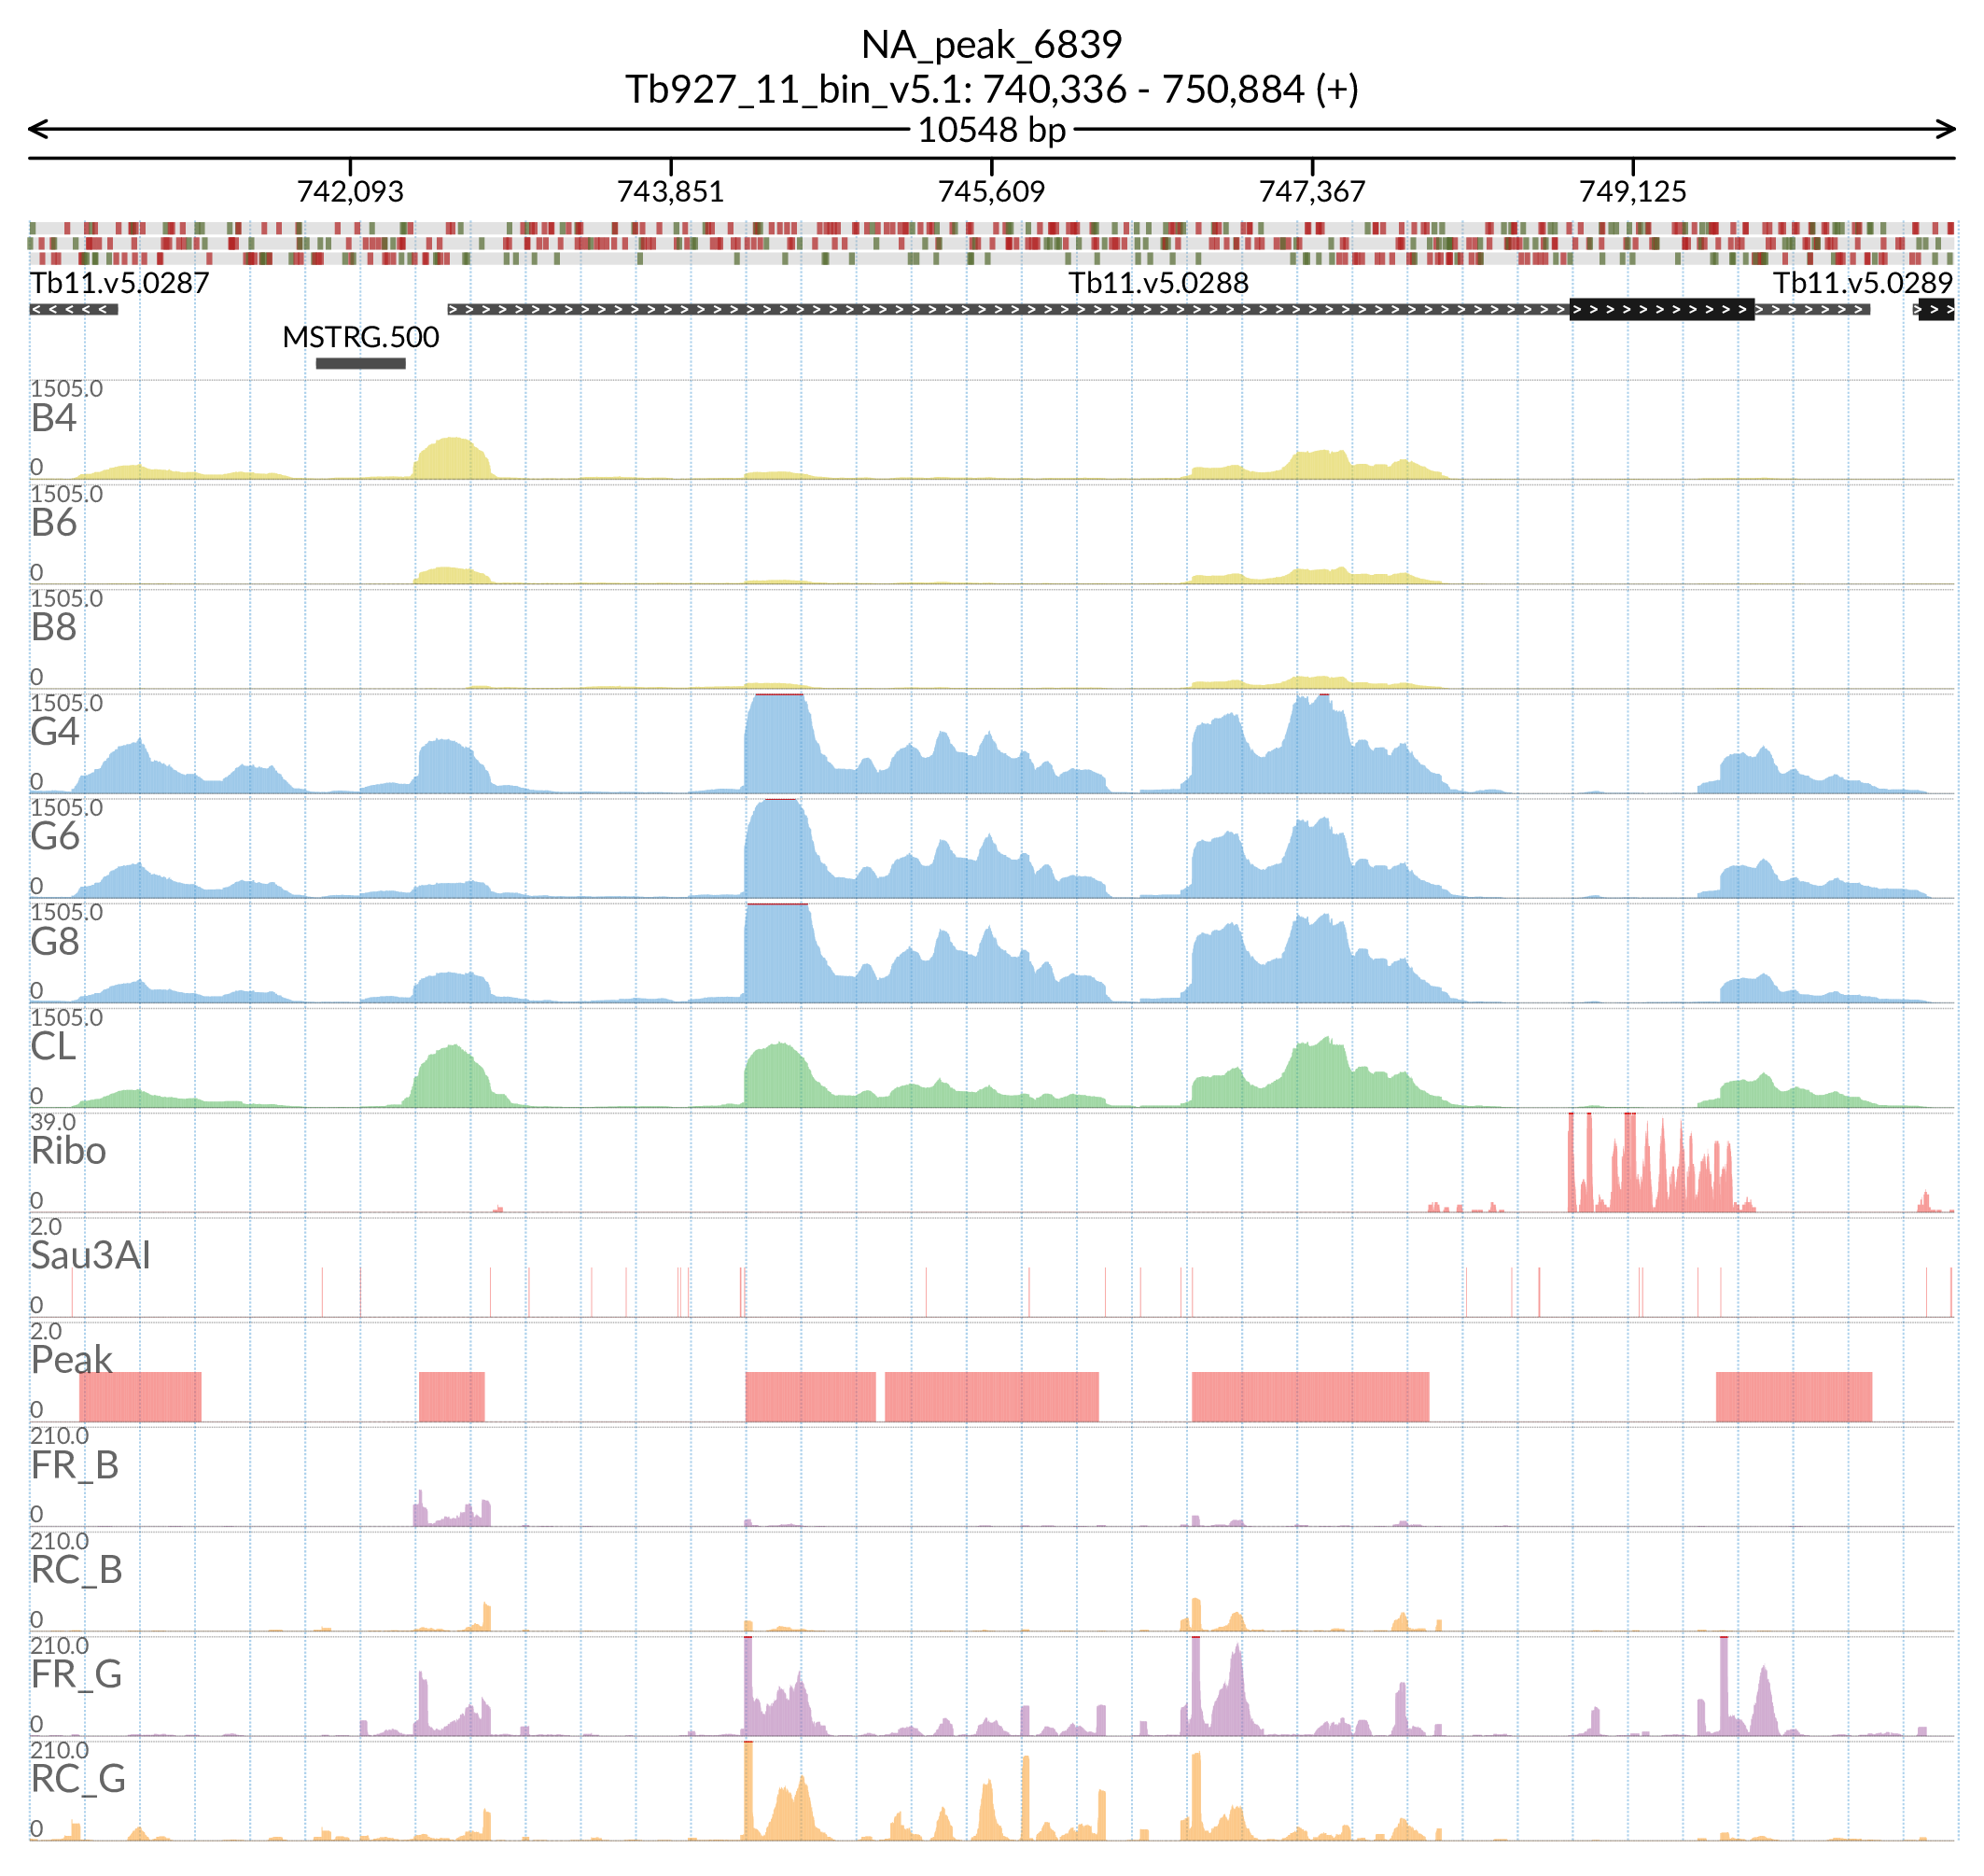 NA_peak_6839
Tb927_11_bin_v5.1: 740,336 - 750,884 (+)
10548 bp
742,093 743,851 745,609 747,367 749,125
Tb11.v5.0287 Tb11.v5.0288 Tb11.v5.0289
MSTRG.500
1505.0
B4
0
1505.0
B6
0
1505.0
B8
0
1505.0
G4
0
1505.0
G6
0
1505.0
G8
0
1505.0
CL
0
39.0
Ribo
0
2.0
Sau3AI
0
2.0
Peak
0
210.0
FR_B
0
210.0
RC_B
0
210.0
FR_G
0
210.0
RC_G
0